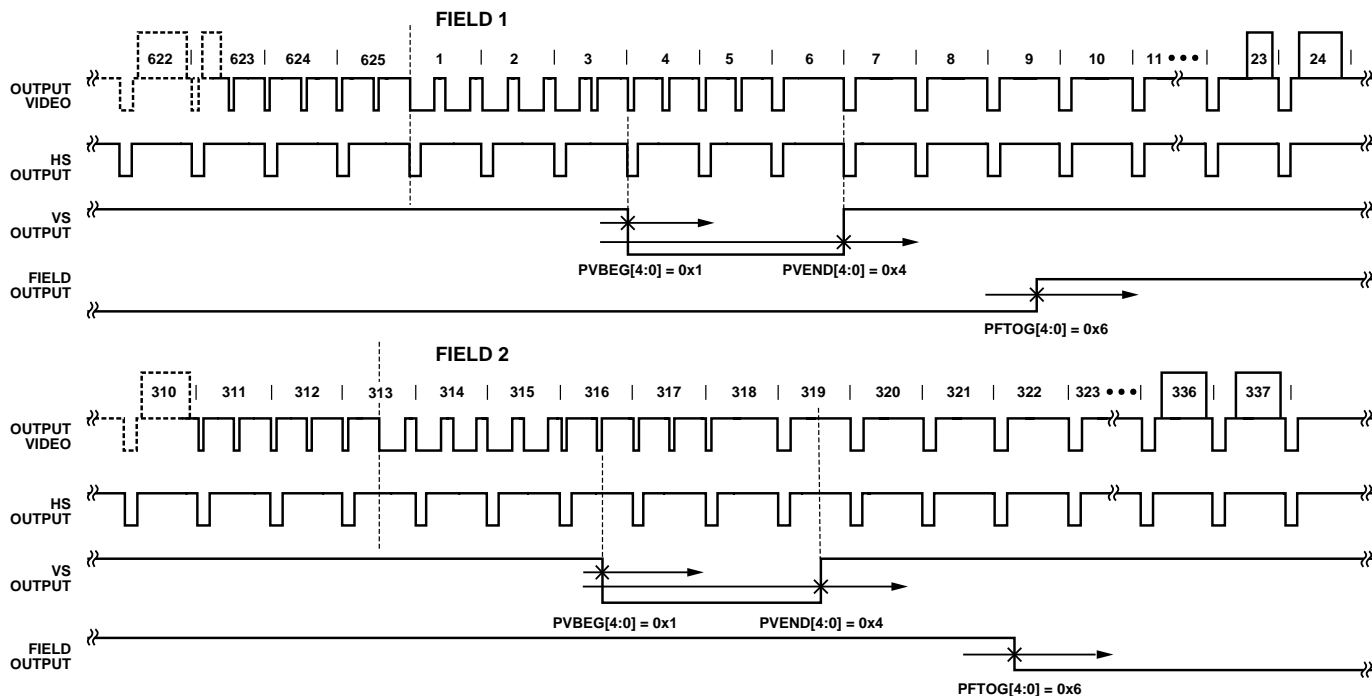 FIELD 1
622 623 624 625 1 2 3 4 5 6 7 8 9 10 11 ••• 23 24
OUTPUT
VIDEO
HS
OUTPUT
VS
OUTPUT
PVBEG[4:0] = 0x1 PVEND[4:0] = 0x4
FIELD
OUTPUT
PFTOG[4:0] = 0x6
FIELD 2
310 311 312 313 314 315 316 317 318 319 320 321 322 323 ••• 336 337
OUTPUT
VIDEO
HS
OUTPUT
VS
OUTPUT
PVBEG[4:0] = 0x1 PVEND[4:0] = 0x4
FIELD
OUTPUT
PFTOG[4:0] = 0x6